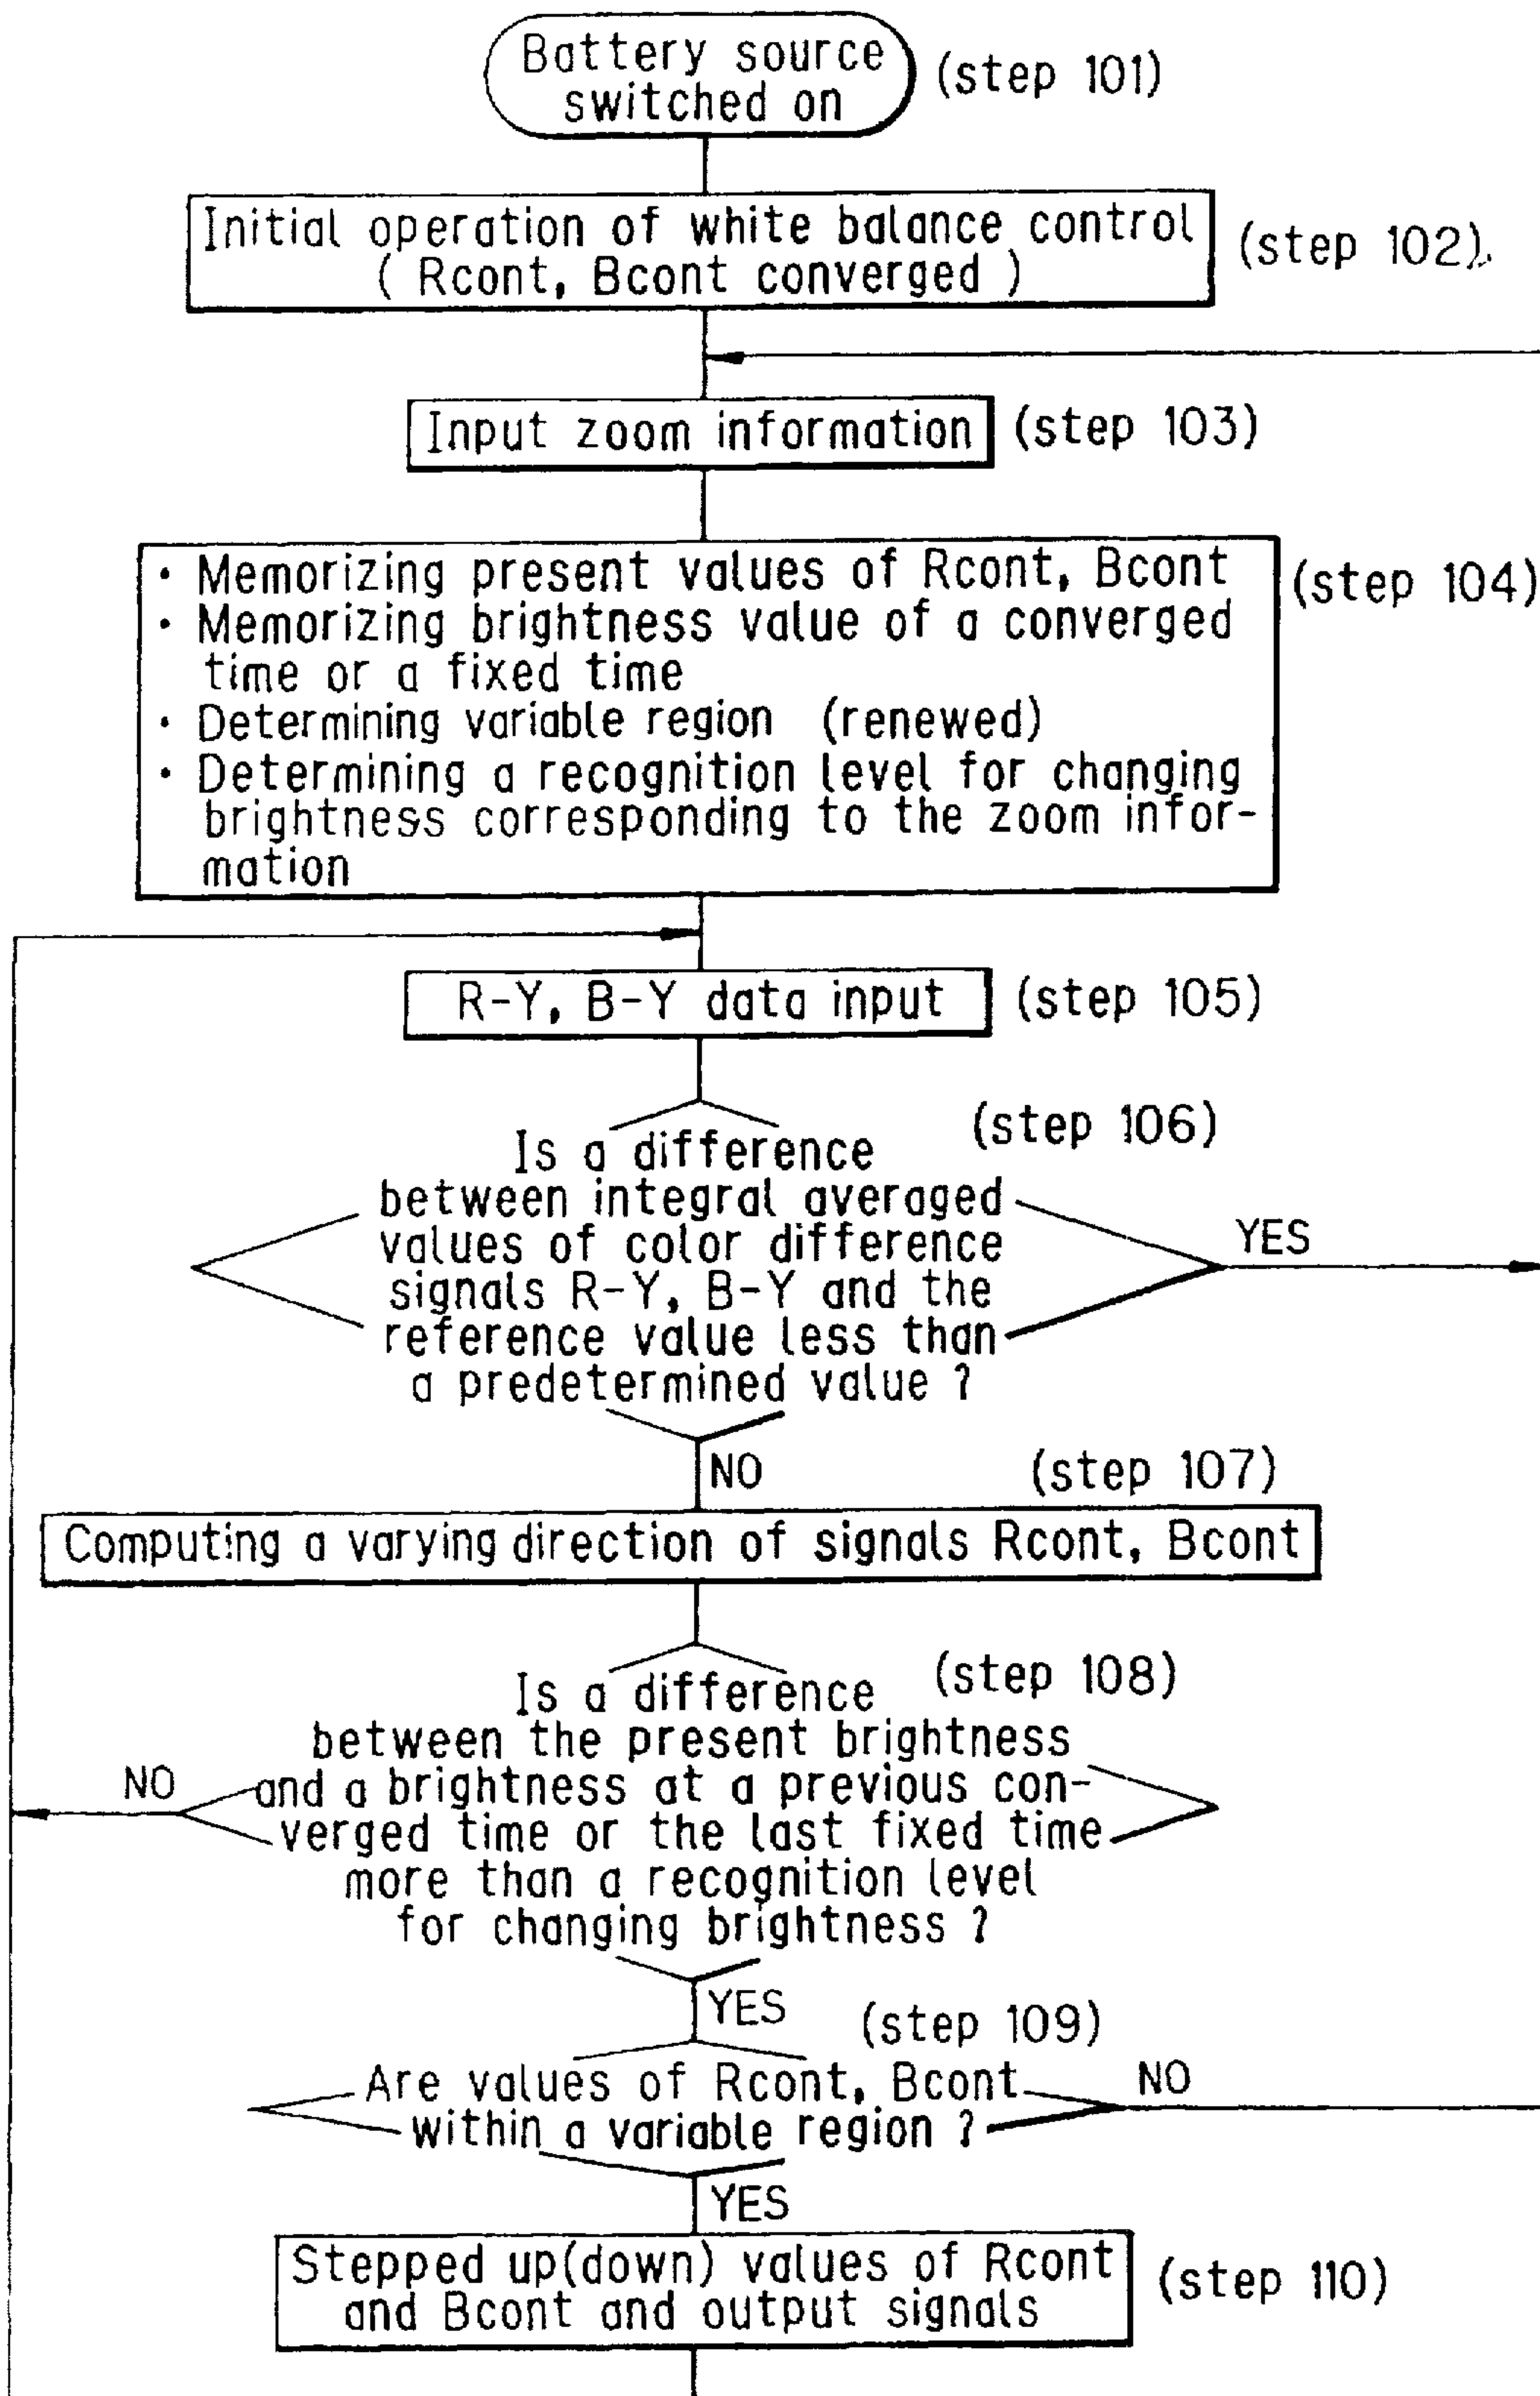 Battery source
switched on
(step 101)
Initial operation of white balance control
( Rcont, Bcont converged )
(step 102)
Input zoom information
(step 103)
· Memorizing present values of Rcont, Bcont
(step 104)
· Memorizing brightness value of a converged
time or a fixed time
· Determining variable region (renewed)
· Determining a recognition level for changing
brightness corresponding to the zoom infor-
mation
R-Y, B-Y data input
(step 105)
(step 106)
Is a difference
between integral averaged
values of color difference
signals R-Y, B-Y and the
reference value less than
a predetermined value ?
YES
NO
(step 107)
Computing a varying direction of signals Rcont, Bcont
(step 108)
Is a difference
between the present brightness
and a brightness at a previous con-
verged time or the last fixed time
more than a recognition level
for changing brightness ?
NO
YES
(step 109)
Are values of Rcont, Bcont
within a variable region ?
NO
YES
Stepped up(down) values of Rcont
and Bcont and output signals
(step 110)